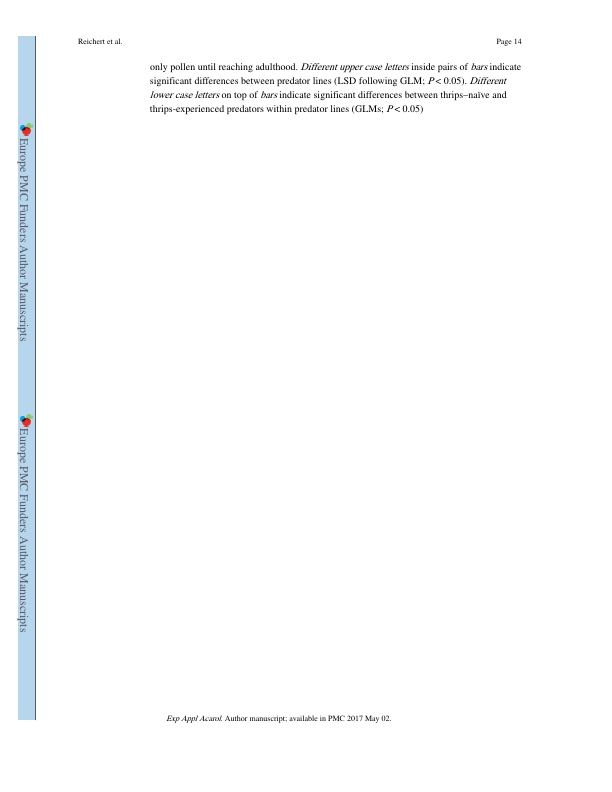 Reichert et al.
Page 14
only pollen until reaching adulthood. Different upper case letters inside pairs of bars indicate
significant differences between predator lines (LSD following GLM; P < 0.05). Different
lower case letters on top of bars indicate significant differences between thrips–naïve and
thrips-experienced predators within predator lines (GLMs; P < 0.05)
Europe PMC Funders Author Manuscripts
Europe PMC Funders Author Manuscripts
Exp Appl Acarol. Author manuscript; available in PMC 2017 May 02.